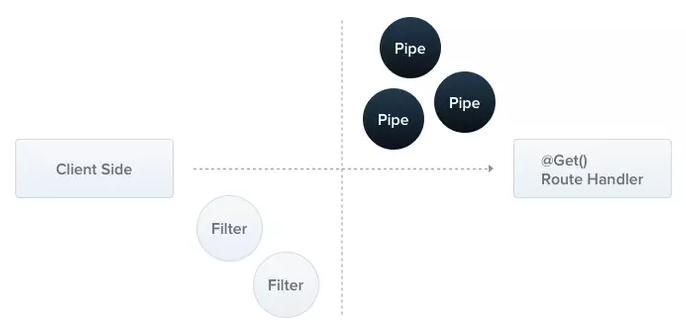 Pipe
Pipe
Pipe
Client Side
@Get()
Route Handler
Filter
Filter